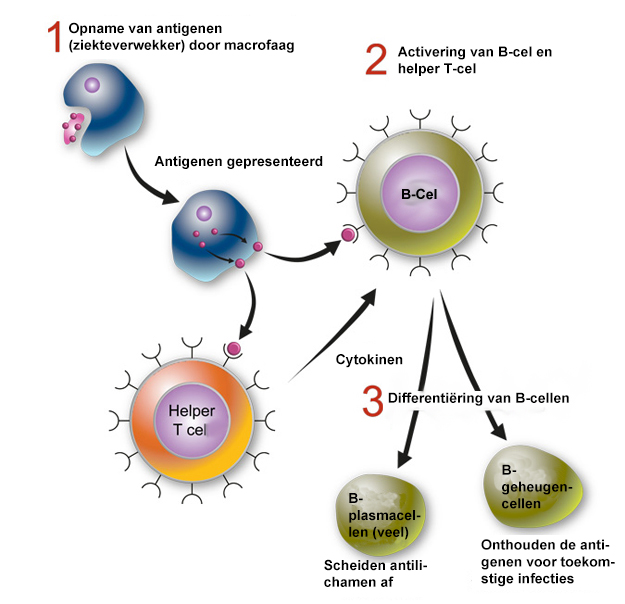 1 Opname van antigenen
(ziekteverwekker) door macrofaag
2 Activering van B-cel en
helper T-cel
Antigenen gepresenteerd
B-Cel
Cytokinen
3 Differentiëring van B-cellen
Helper
T cel
B-
plasmacel-
len (veel)
B-
geheugen-
cellen
Scheiden antili-
chamen af
Onthouden de anti-
genen voor toekom-
stige infecties